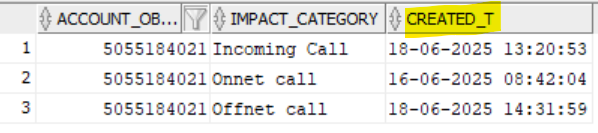 ACCOUNT_OB... IMPACT_CATEGORY CREATED_T
1 5055184021 Incoming Call 18-06-2025 13:20:53
2 5055184021 Onnet call 16-06-2025 08:42:04
3 5055184021 Offnet call 18-06-2025 14:31:59